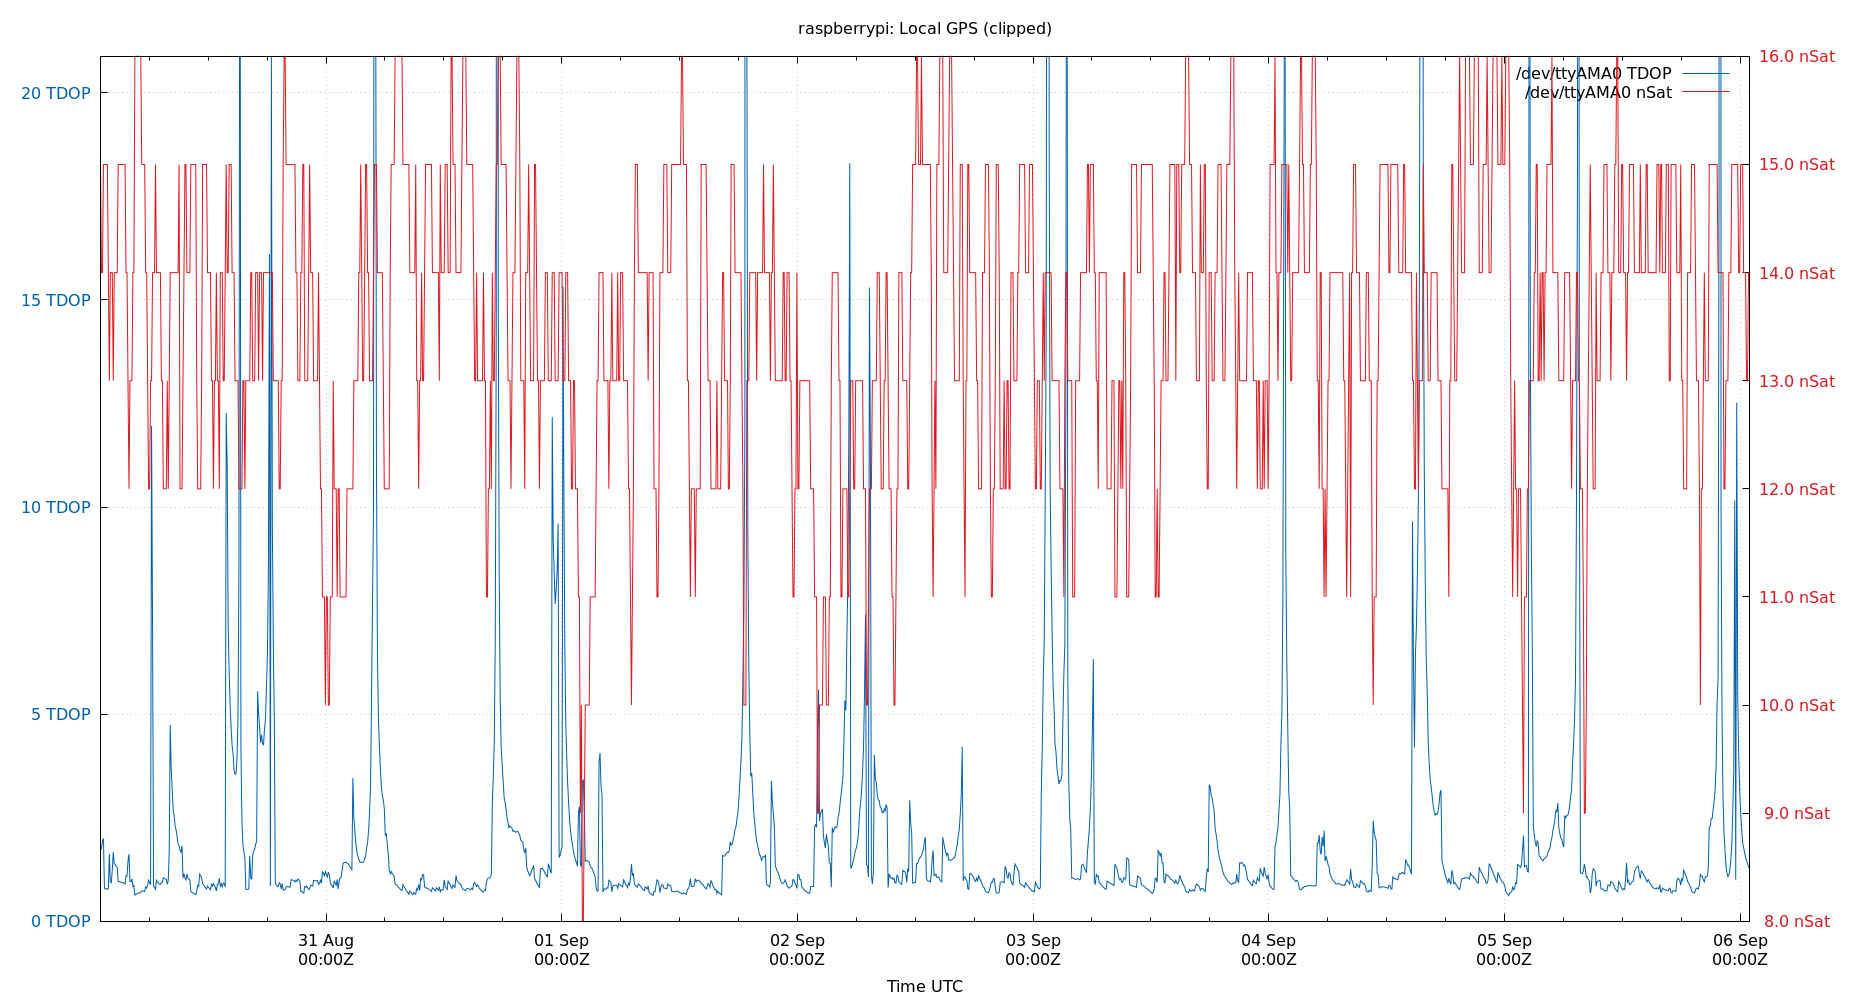 raspberrypi: Local GPS (clipped)
/dev/ttyAMA0 TDOP
/dev/ttyAMA0 nSat
20 TDOP
15 TDOP
10 TDOP
5 TDOP
0 TDOP
16.0 nSat
15.0 nSat
14.0 nSat
13.0 nSat
12.0 nSat
11.0 nSat
10.0 nSat
9.0 nSat
8.0 nSat
31 Aug
00:00Z
01 Sep
00:00Z
02 Sep
00:00Z
03 Sep
00:00Z
04 Sep
00:00Z
05 Sep
00:00Z
06 Sep
00:00Z
Time UTC